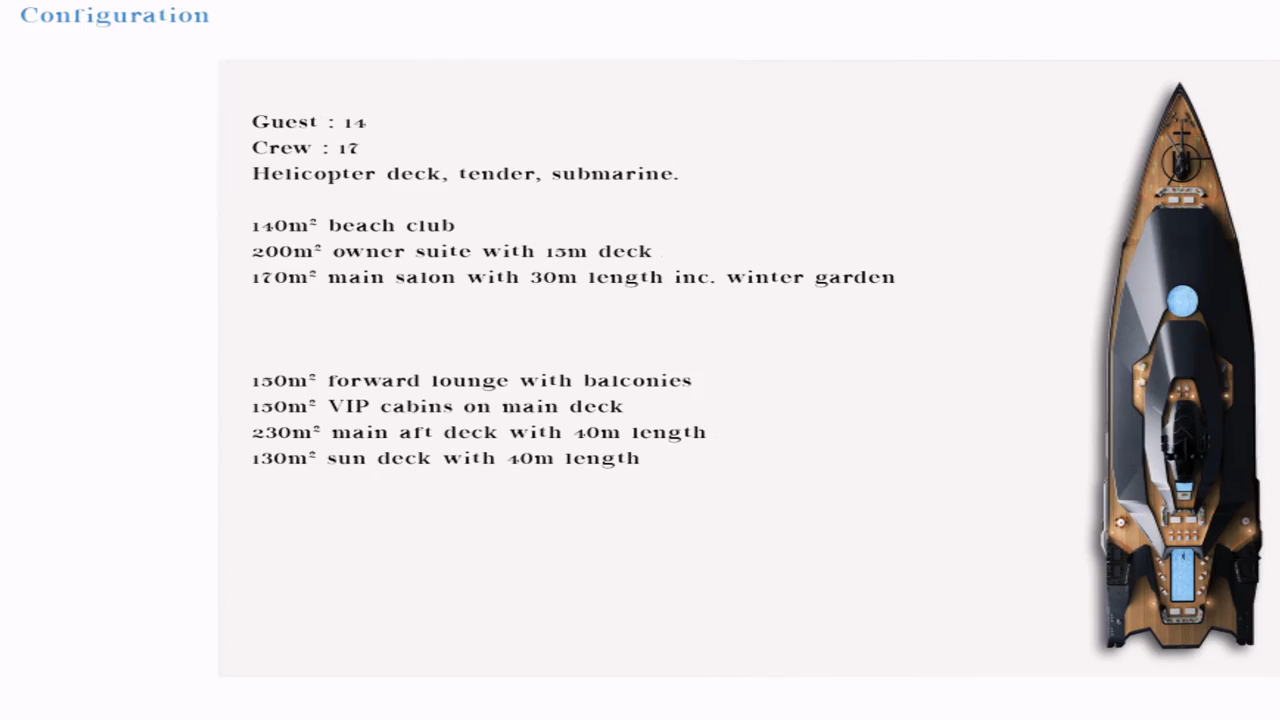 Configuration
Guest : 14
Crew : 17
Helicopter deck, tender, submarine.
140m² beach club
200m² owner suite with 15m deck
170m² main salon with 30m length inc. winter garden
150m² forward lounge with balconies
150m² VIP cabins on main deck
230m² main aft deck with 40m length
130m² sun deck with 40m length
H